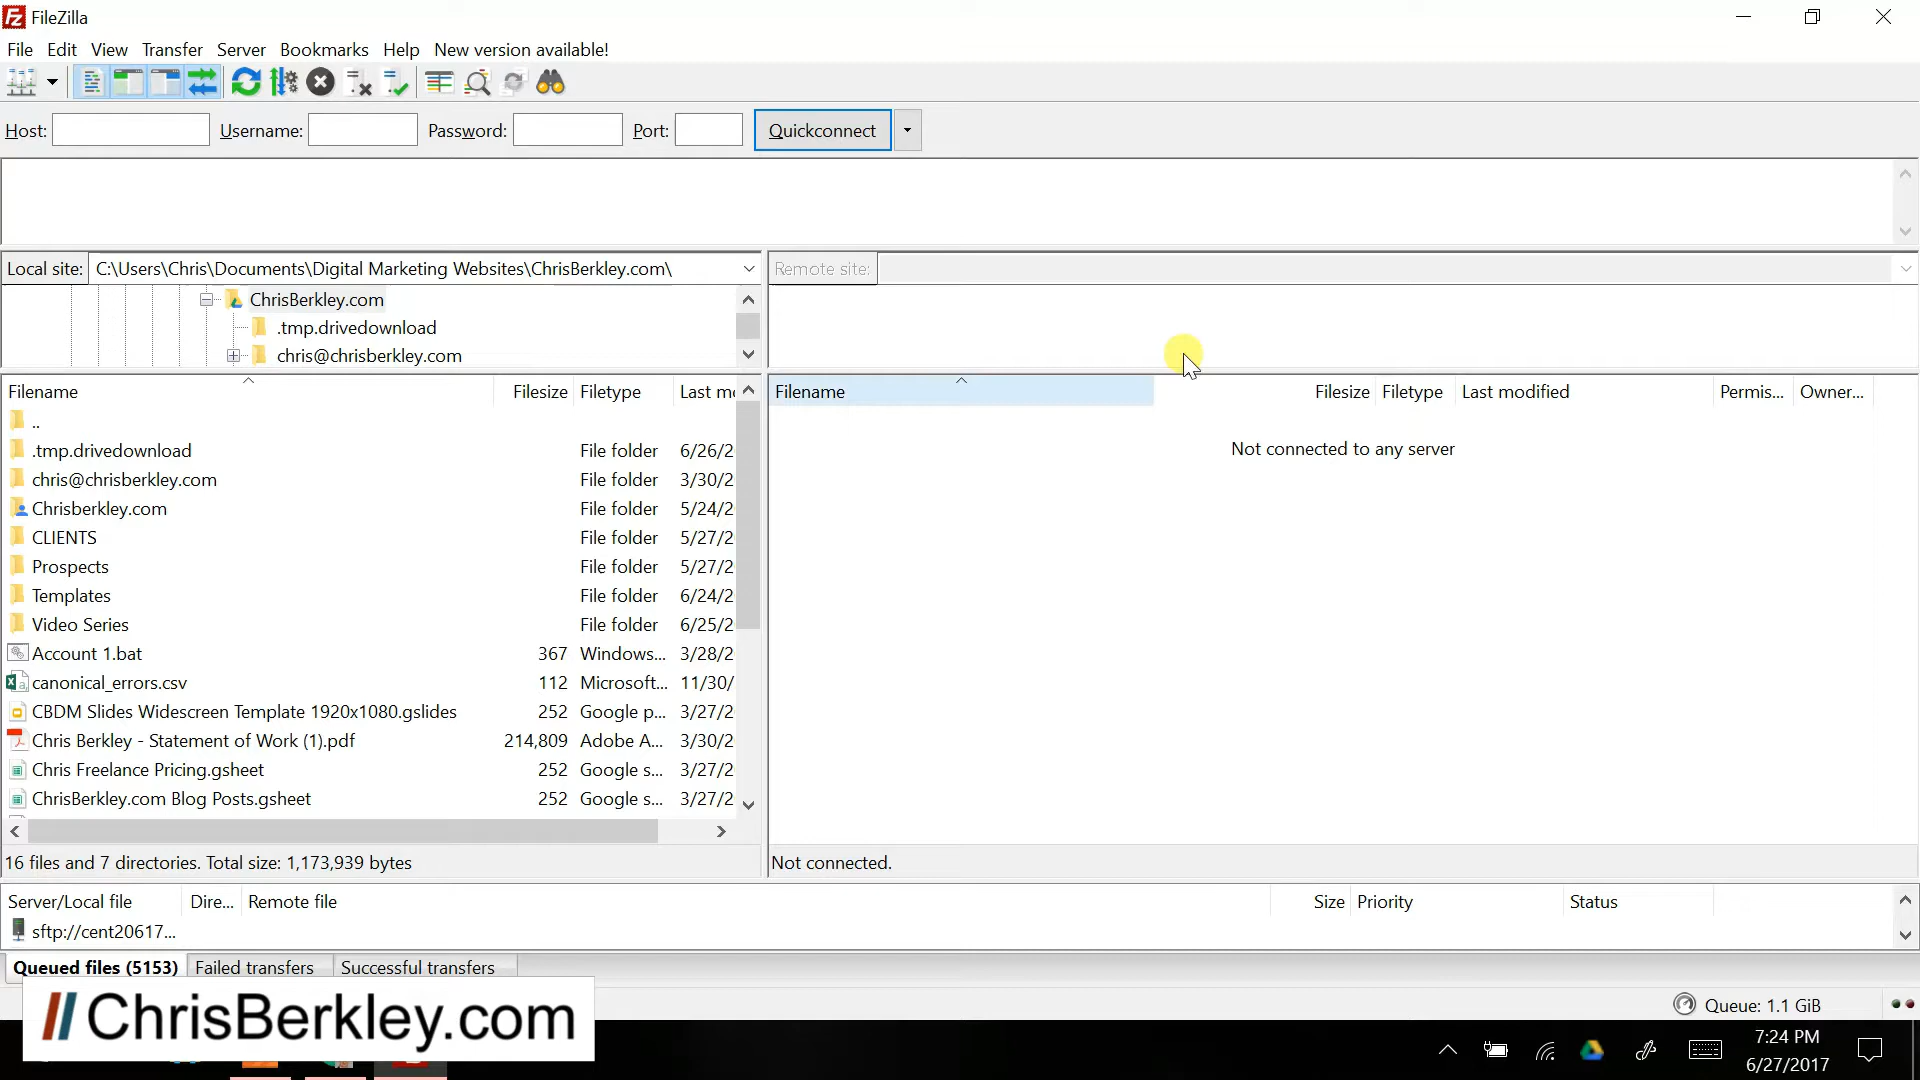 FileZilla
File Edit View Transfer Server Bookmarks Help New version available!
Host: Username: Password: Port: Quickconnect
Local site: C:\Users\Chris\Documents\Digital Marketing Websites\ChrisBerkley.com\
Remote site:
ChrisBerkley.com
.tmp.drivedownload
chris@chrisberkley.com
Filename Filesize Filetype Last m
..
.tmp.drivedownload File folder 6/26/2
chris@chrisberkley.com File folder 3/30/2
Chrisberkley.com File folder 5/24/2
CLIENTS File folder 5/27/2
Prospects File folder 5/27/2
Templates File folder 6/24/2
Video Series File folder 6/25/2
Account 1.bat 367 Windows... 3/28/2
canonical_errors.csv 112 Microsoft... 11/30/
CBDM Slides Widescreen Template 1920x1080.gslides 252 Google p... 3/27/2
Chris Berkley - Statement of Work (1).pdf 214,809 Adobe A... 3/30/2
Chris Freelance Pricing.gsheet 252 Google s... 3/27/2
ChrisBerkley.com Blog Posts.gsheet 252 Google s... 3/27/2
16 files and 7 directories. Total size: 1,173,939 bytes
Filename Filesize Filetype Last modified Permis... Owner...
Not connected to any server
Not connected.
Server/Local file Dire... Remote file Size Priority Status
sftp://cent20617...
Queued files (5153) Failed transfers Successful transfers
Queue: 1.1 GiB
//ChrisBerkley.com
7:24 PM
6/27/2017